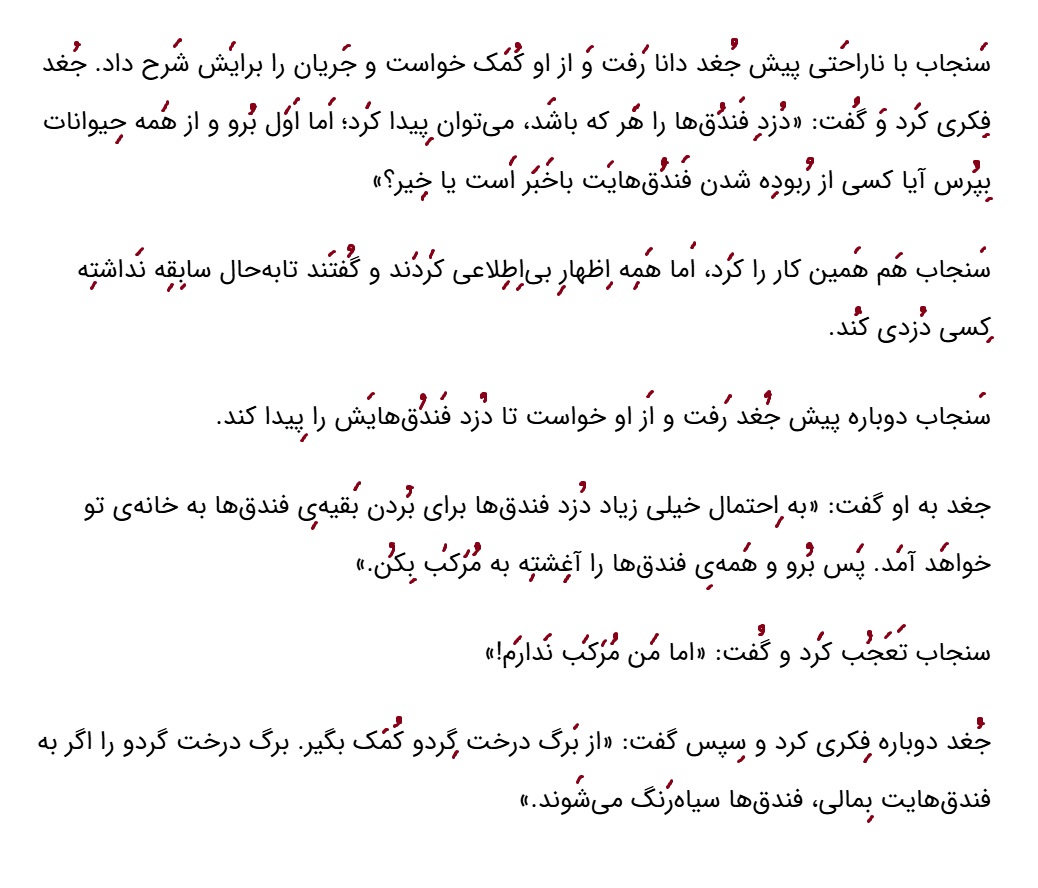 سَنجاب با ناراحَتی پیش جُغد دانا رَفت وَ از او کُمَک خواست و جَریان را برایَش شَرح داد. جُغد
فِکری کَرد وَ گُفت: «دُزدِ فَندُق‌ها را هَر که باشَد، می‌توان پِیدا کَرد؛ اَما اَوَل بُرو و از هَمه حِیوانات
بِپُرس آیا کسی از رُبودِه شدن فَندُق‌هایَت باخَبَر اَست یا خِیر؟»
سَنجاب هَم هَمین کار را کَرد، اَما هَمِه اِظهارِ بی‌اِطِلاعی کَردَند و گُفتَند تابه‌حال سابِقِه نَداشتِه
کِسی دُزدی کُند.
سَنجاب دوباره پیش جُغد رَفت و اَز او خواست تا دُزد فَندُق‌هایَش را پِیدا کند.
جغد به او گفت: «به اِحتمال خیلی زیاد دُزد فندق‌ها برای بُردن بَقیه‌یِ فندق‌ها به خانه‌ی تو
خواهَد آمَد. پَس بُرو و هَمه‌یِ فندق‌ها را آغِشتِه به مُرَکَب بِکُن.»
سنجاب تَعَجُب کَرد و گُفت: «اما مَن مُرَکَب نَدارَم!»
جُغد دوباره فِکری کرد و سِپس گفت: «از بَرگ درخت گِردو کُمَک بگیر. برگ درخت گردو را اگر به
فندق‌هایت بِمالی، فندق‌ها سیاه‌رَنگ می‌شَوند.»